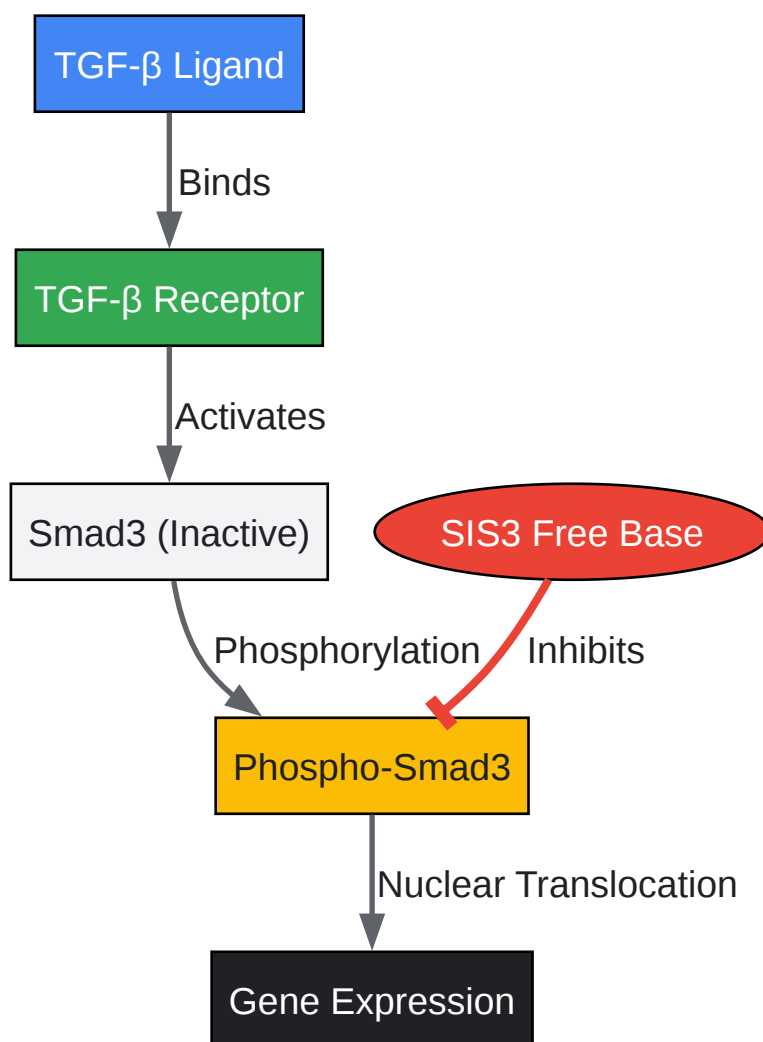 TGF-β Ligand
Binds
TGF-β Receptor
Activates
Smad3 (Inactive)
SIS3 Free Base
Phosphorylation
Inhibits
Phospho-Smad3
Nuclear Translocation
Gene Expression